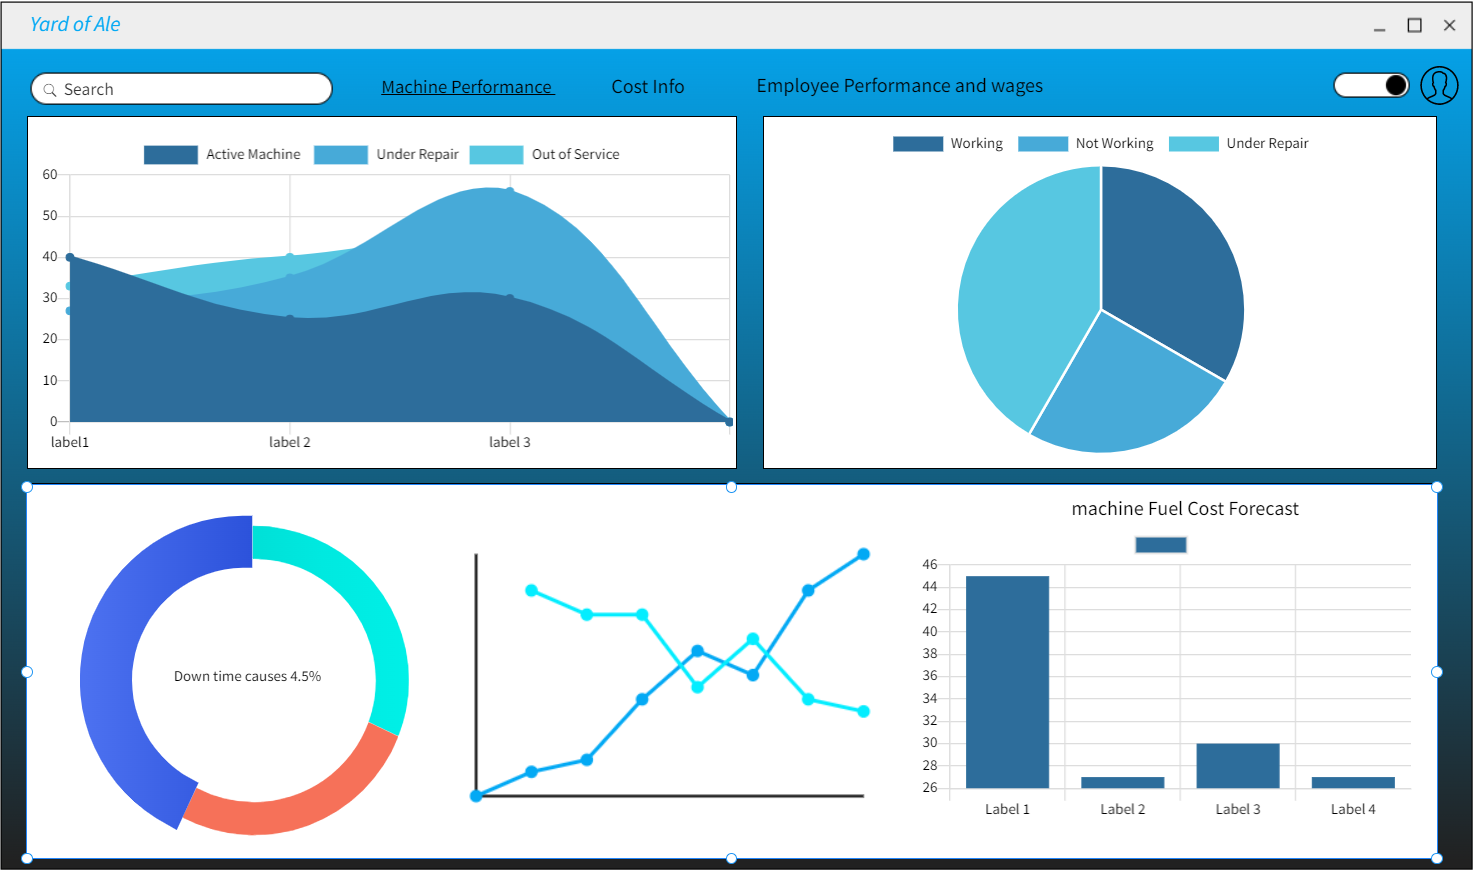 Yard of Ale
Search
Machine Performance
Cost Info
Employee Performance and wages
Active Machine
Under Repair
Out of Service
60
50
40
30
20
10
0
label1
label 2
label 3
Working
Not Working
Under Repair
Down time causes 4.5%
machine Fuel Cost Forecast
46
44
42
40
38
36
34
32
30
28
26
Label 1
Label 2
Label 3
Label 4